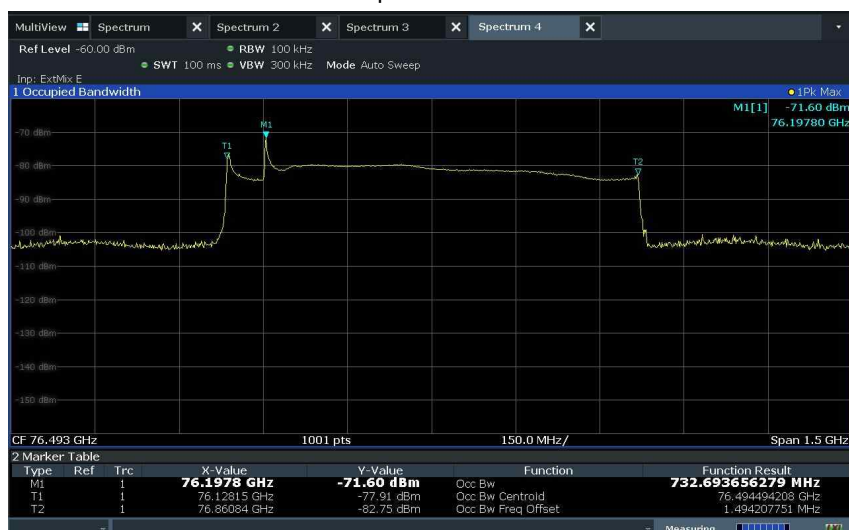 MultiView Spectrum X Spectrum 2 X Spectrum 3 X Spectrum 4 X
Ref Level -60.00 dBm RBW 100 kHz
SWT 100 ms VBW 300 kHz Mode Auto Sweep
Inp: ExtMix E
1 Occupied Bandwidth 1Pk Max
M1[1] -71.60 dBm
76.19780 GHz
M1
-70 dBm
T1
T2
-80 dBm
-90 dBm
-100 dBm
-110 dBm
-120 dBm
-130 dBm
-140 dBm
-150 dBm
CF 76.493 GHz 1001 pts 150.0 MHz/ Span 1.5 GHz
2 Marker Table
Type Ref Trc X-Value Y-Value Function Function Result
M1 1 76.1978 GHz -71.60 dBm Occ Bw 732.693656279 MHz
T1 1 76.12815 GHz -77.91 dBm Occ Bw Centroid 76.494494208 GHz
T2 1 76.86084 GHz -82.75 dBm Occ Bw Freq Offset 1.494207751 MHz
Measuring